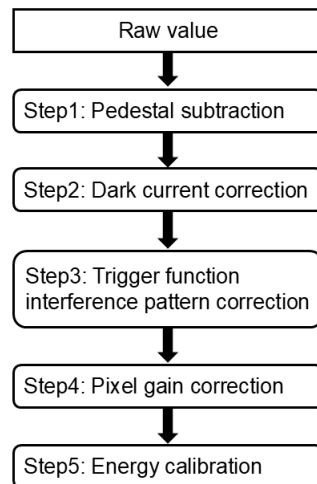 Raw value
Step1: Pedestal subtraction
Step2: Dark current correction
Step3: Trigger function
interference pattern correction
Step4: Pixel gain correction
Step5: Energy calibration